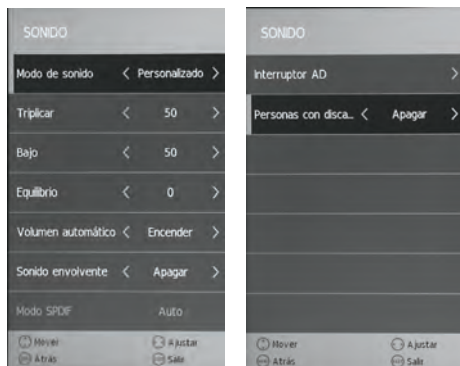 SONIDO
Modo de sonido < Personalizado >
Triplicar < 50 >
Bajo < 50 >
Equilibrio < 0 >
Volumen automático < Encender >
Sonido envolvente < Apagar >
Modo SPDIF Auto
Mover Ajustar
Atrás Salir
SONIDO
Interruptor AD >
Personas con disca... < Apagar >
Mover Ajustar
Atrás Salir